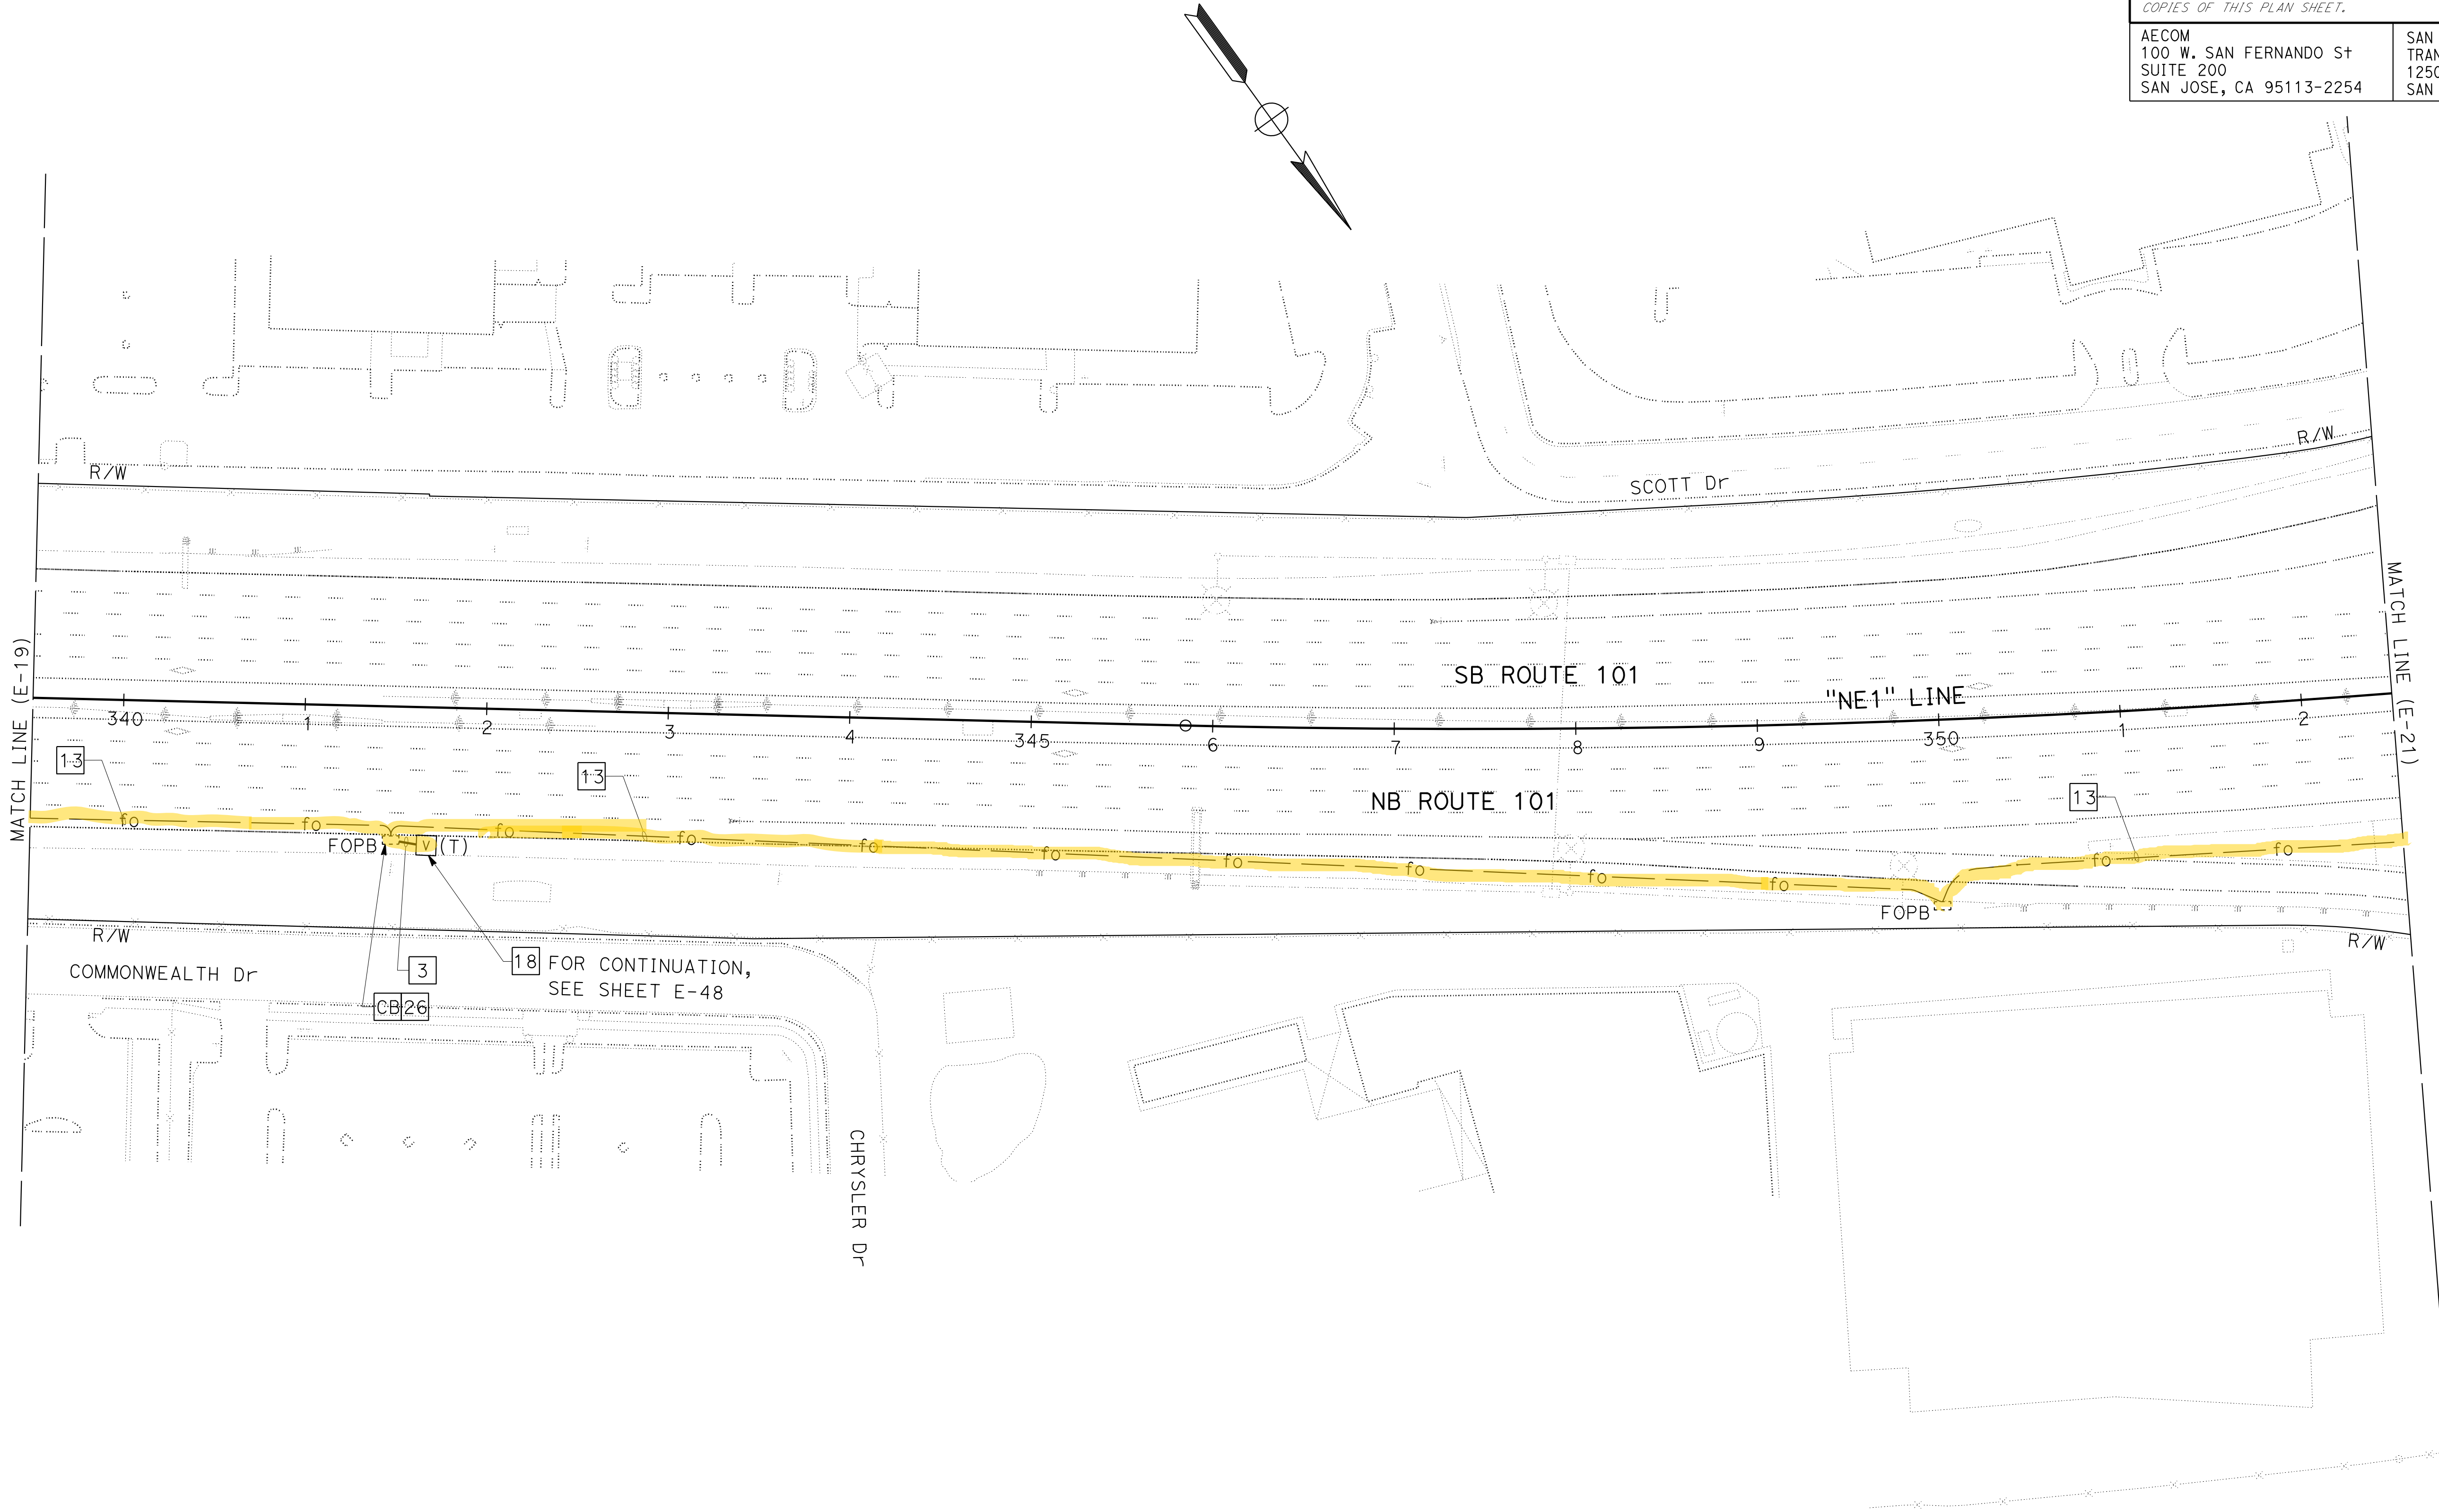 COPIES OF THIS PLAN SHEET.
AECOM
100 W. SAN FERNANDO St
SUITE 200
SAN JOSE, CA 95113-2254
SAN
TRAN
1250
SAN
R/W
SCOTT Dr
R/W
MATCH LINE (E-19)
MATCH LINE (E-21)
SB ROUTE 101
"NE1" LINE
340
1
2
3
4
345
6
7
8
9
350
1
2
13
13
NB ROUTE 101
13
fo
fo
fo
fo
fo
fo
fo
fo
fo
fo
fo
fo
FOPB
V (T)
FOPB
R/W
R/W
COMMONWEALTH Dr
3
18 FOR CONTINUATION,
SEE SHEET E-48
CB 26
CHRYSLER Dr